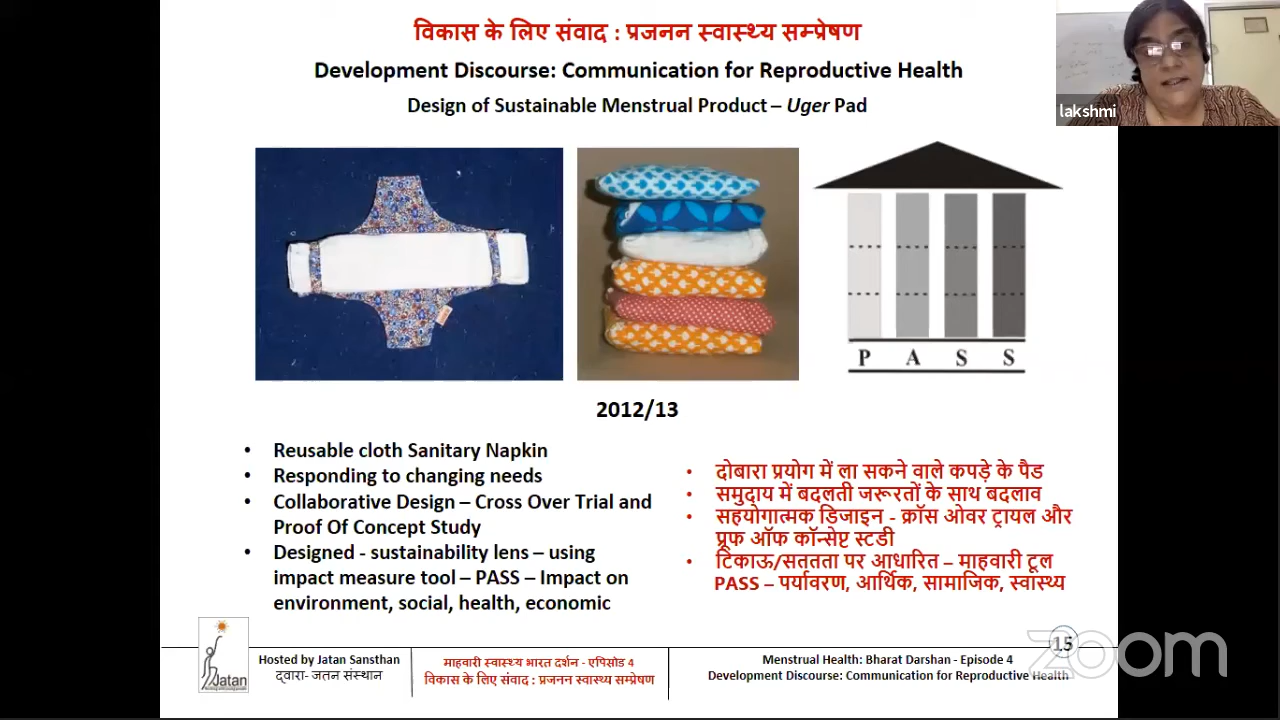 विकास के लिए संवाद : प्रजनन स्वास्थ्य सम्प्रेषण
Development Discourse: Communication for Reproductive Health
Design of Sustainable Menstrual Product – Uger Pad
lakshmi
P A S S
2012/13
• Reusable cloth Sanitary Napkin
• Responding to changing needs
• Collaborative Design – Cross Over Trial and
Proof Of Concept Study
• Designed - sustainability lens – using
impact measure tool – PASS – Impact on
environment, social, health, economic
• दोबारा प्रयोग में ला सकने वाले कपड़े के पैड
• समुदाय में बदलती जरूरतों के साथ बदलाव
• सहयोगात्मक डिजाइन - क्रॉस ओवर ट्रायल और
प्रूफ ऑफ कॉन्सेप्ट स्टडी
• टिकाऊ/सततता पर आधारित – माहवारी टूल
PASS – पर्यावरण, आर्थिक, सामाजिक, स्वास्थ्य
Jatan
Hosted by Jatan Sansthan
द्वारा- जतन संस्थान
माहवारी स्वास्थ्य भारत दर्शन - एपिसोड 4
विकास के लिए संवाद : प्रजनन स्वास्थ्य सम्प्रेषण
Menstrual Health: Bharat Darshan - Episode 4
Development Discourse: Communication for Reproductive Health
15
zoom